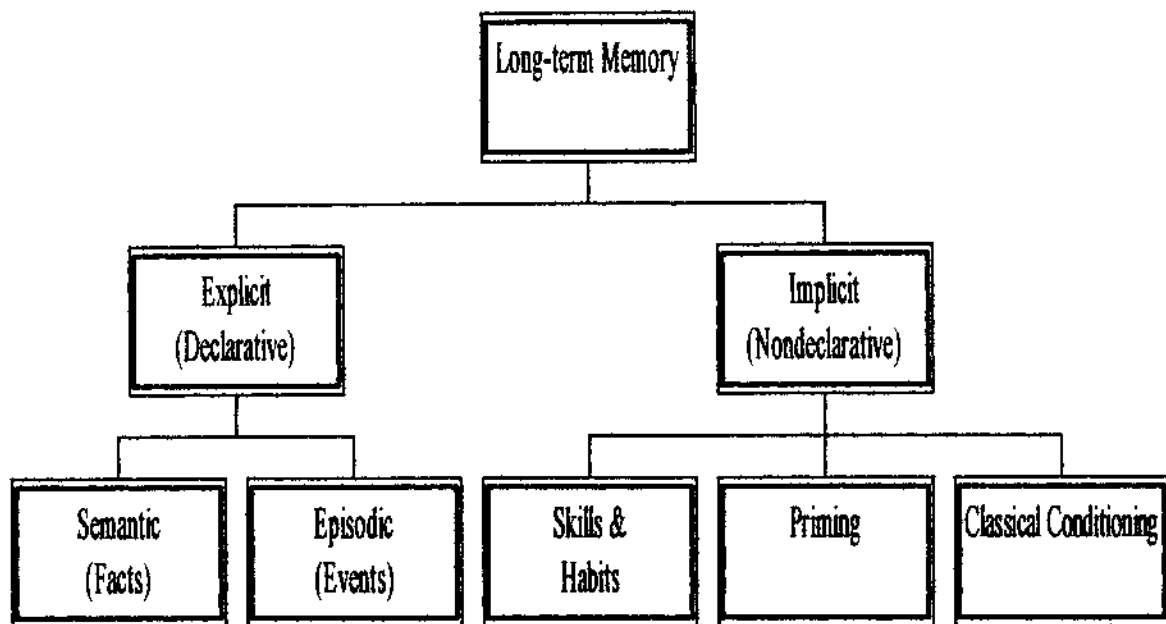 Long-term Memory
Explicit
(Declarative)
Implicit
(Nondeclarative)
Semantic
(Facts)
Episodic
(Events)
Skills &
Habits
Priming
Classical Conditioning